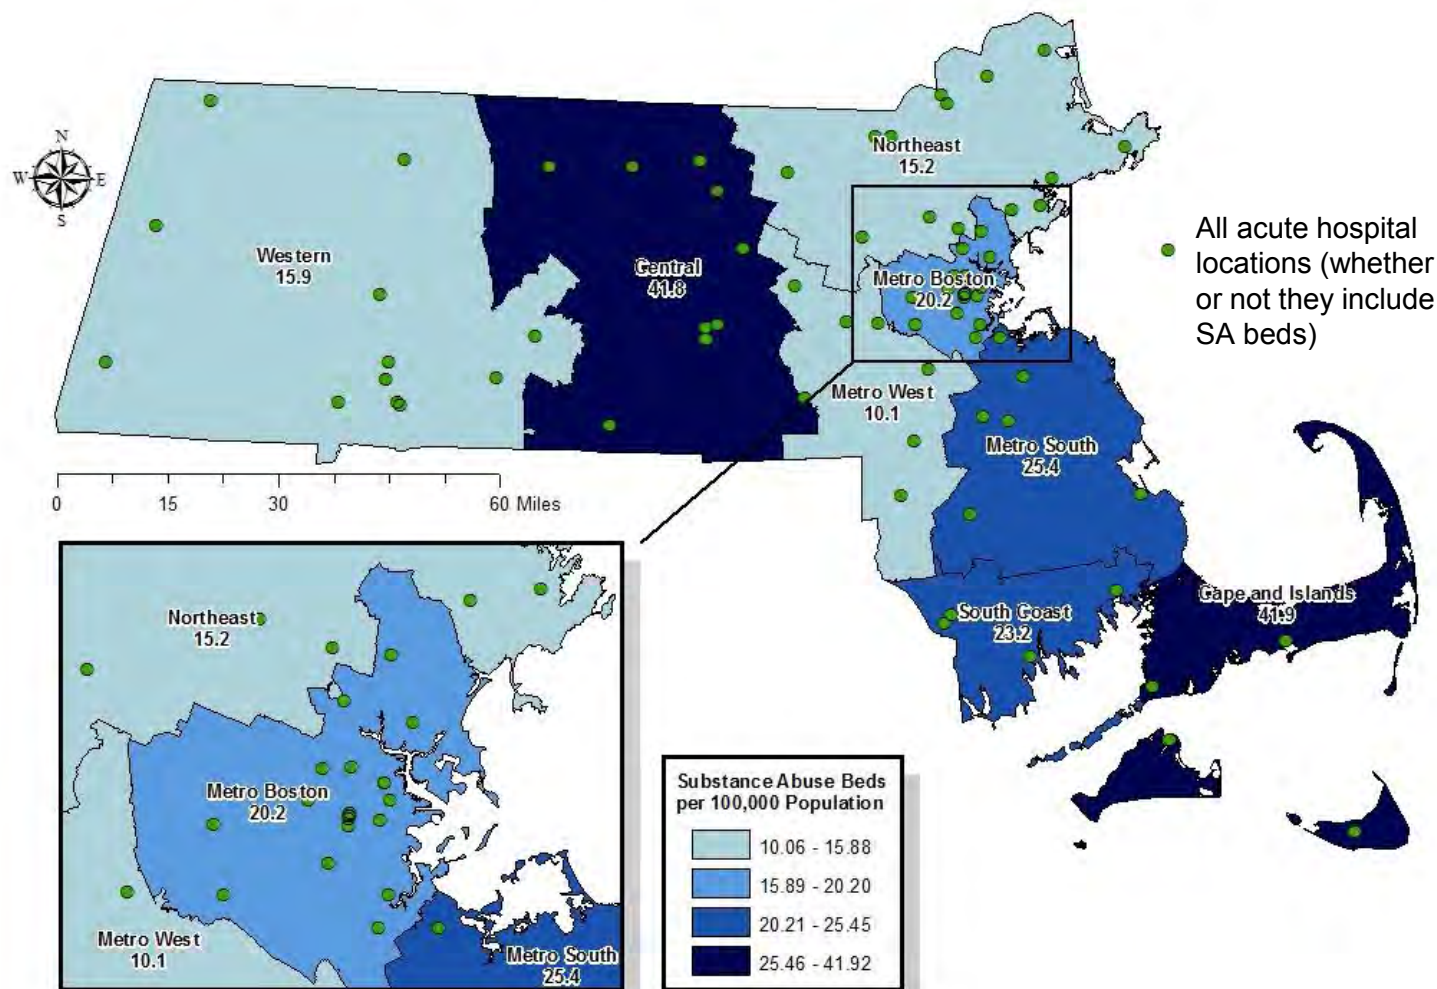 N
W
E
S
Northeast
15.2
Western
15.9
Central
41.8
Metro Boston
20.2
All acute hospital
locations (whether
or not they include
SA beds)
Metro West
10.1
Metro South
25.4
0 15 30 60 Miles
South Coast
23.2
Cape and Islands
41.9
Northeast
15.2
Metro Boston
20.2
Metro West
10.1
Metro South
25.4
Substance Abuse Beds
per 100,000 Population
10.06 - 15.88
15.89 - 20.20
20.21 - 25.45
25.46 - 41.92